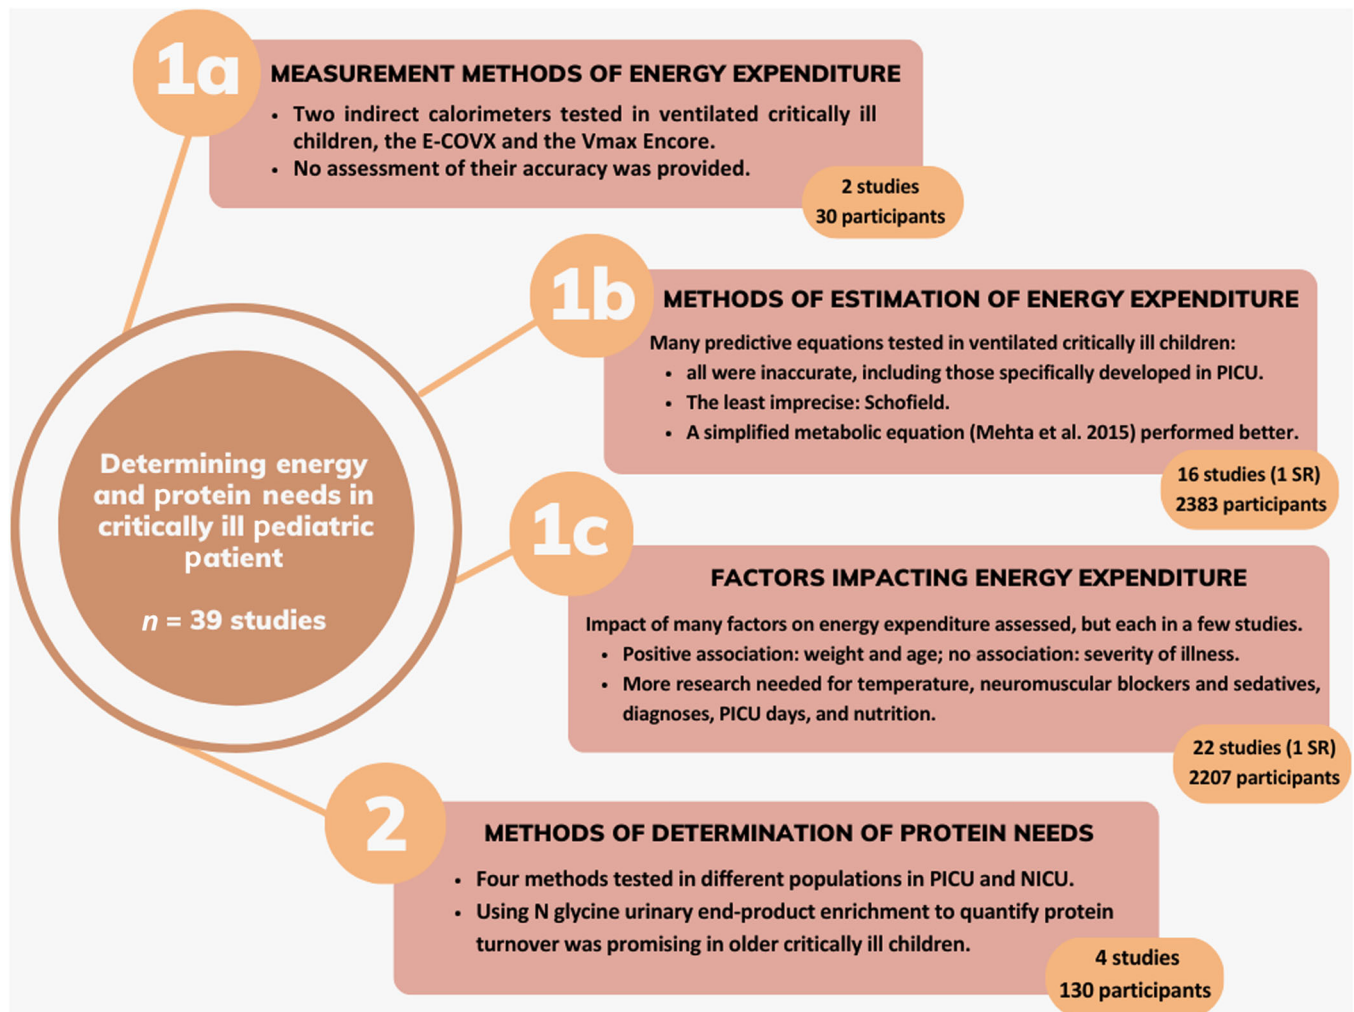 1a
MEASUREMENT METHODS OF ENERGY EXPENDITURE
• Two indirect calorimeters tested in ventilated critically ill
children, the E-COVX and the Vmax Encore.
• No assessment of their accuracy was provided.
2 studies
30 participants
1b
METHODS OF ESTIMATION OF ENERGY EXPENDITURE
Many predictive equations tested in ventilated critically ill children:
• all were inaccurate, including those specifically developed in PICU.
• The least imprecise: Schofield.
• A simplified metabolic equation (Mehta et al. 2015) performed better.
16 studies (1 SR)
2383 participants
Determining energy
and protein needs in
critically ill pediatric
patient
n = 39 studies
1c
FACTORS IMPACTING ENERGY EXPENDITURE
Impact of many factors on energy expenditure assessed, but each in a few studies.
• Positive association: weight and age; no association: severity of illness.
• More research needed for temperature, neuromuscular blockers and sedatives,
diagnoses, PICU days, and nutrition.
22 studies (1 SR)
2207 participants
2
METHODS OF DETERMINATION OF PROTEIN NEEDS
• Four methods tested in different populations in PICU and NICU.
• Using N glycine urinary end-product enrichment to quantify protein
turnover was promising in older critically ill children.
4 studies
130 participants